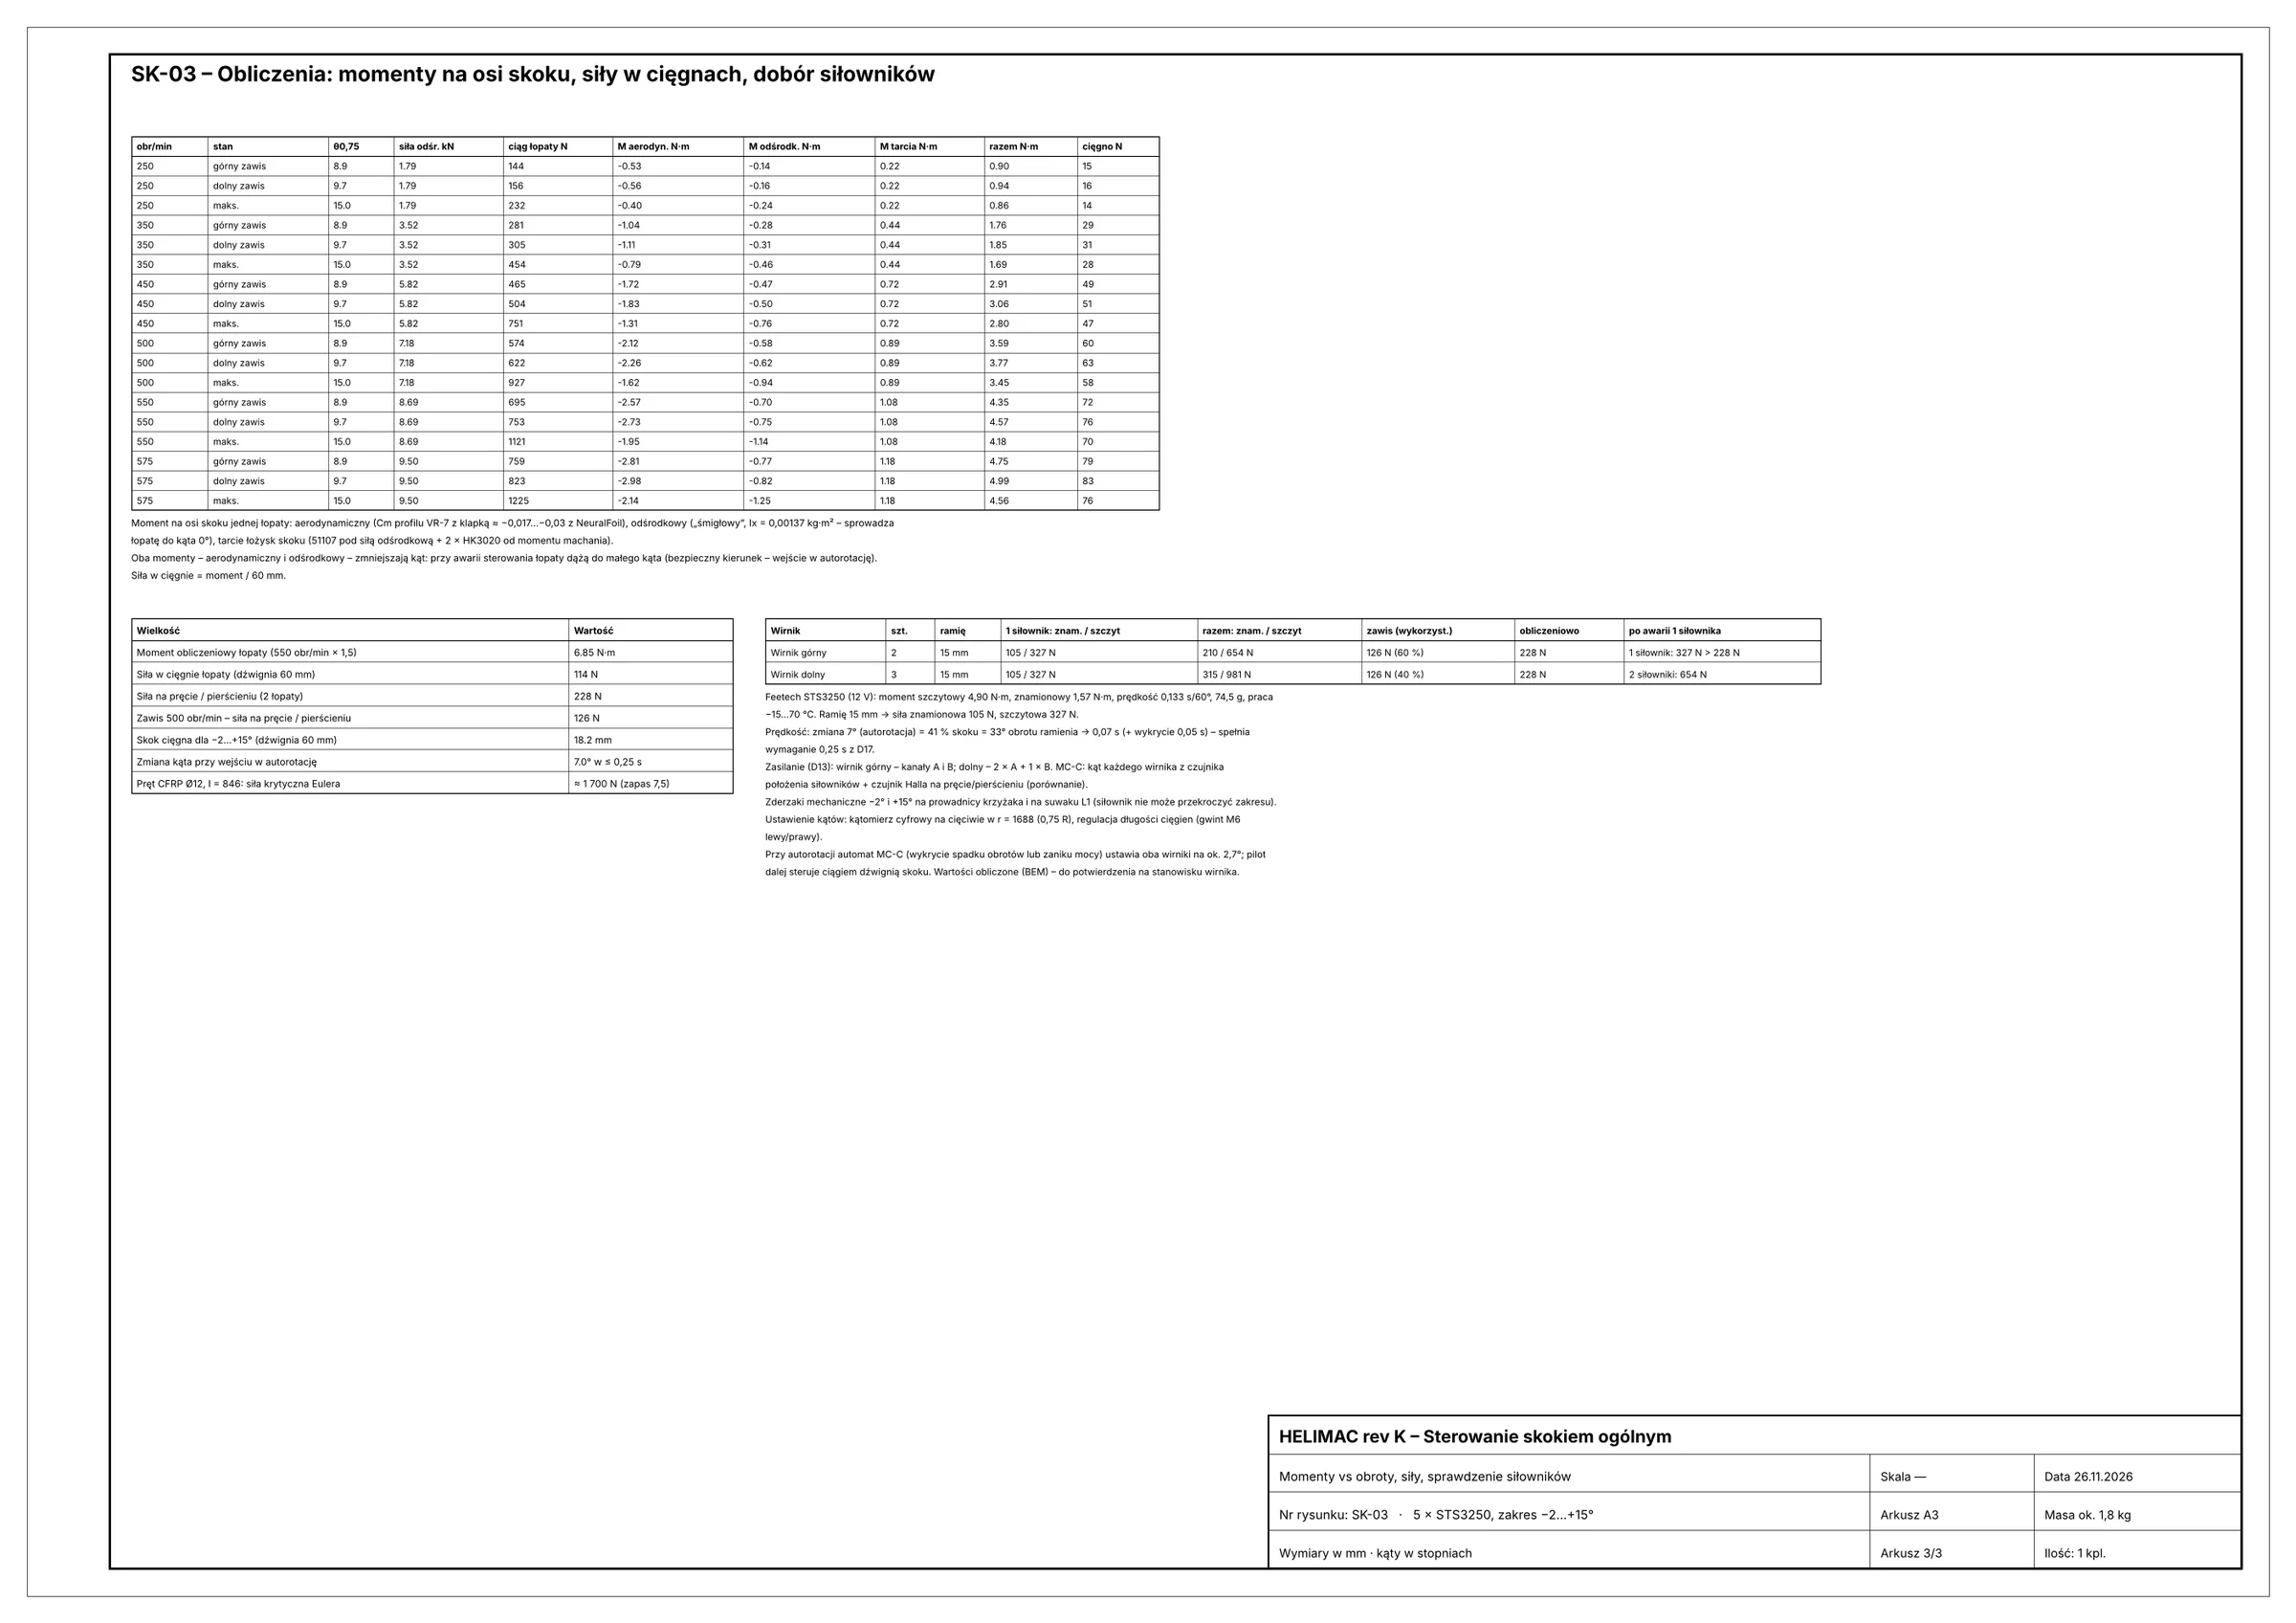 SK-03 – Obliczenia: momenty na osi skoku, siły w cięgnach, dobór siłowników
obr/min stan θ0,75 siła odśr. kN ciąg łopaty N M aerodyn. N·m M odśrodk. N·m M tarcia N·m razem N·m cięgno N
250 górny zawis 8.9 1.79 144 -0.53 -0.14 0.22 0.90 15
250 dolny zawis 9.7 1.79 156 -0.56 -0.16 0.22 0.94 16
250 maks. 15.0 1.79 232 -0.40 -0.24 0.22 0.86 14
350 górny zawis 8.9 3.52 281 -1.04 -0.28 0.44 1.76 29
350 dolny zawis 9.7 3.52 305 -1.11 -0.31 0.44 1.85 31
350 maks. 15.0 3.52 454 -0.79 -0.46 0.44 1.69 28
450 górny zawis 8.9 5.82 465 -1.72 -0.47 0.72 2.91 49
450 dolny zawis 9.7 5.82 504 -1.83 -0.50 0.72 3.06 51
450 maks. 15.0 5.82 751 -1.31 -0.76 0.72 2.80 47
500 górny zawis 8.9 7.18 574 -2.12 -0.58 0.89 3.59 60
500 dolny zawis 9.7 7.18 622 -2.26 -0.62 0.89 3.77 63
500 maks. 15.0 7.18 927 -1.62 -0.94 0.89 3.45 58
550 górny zawis 8.9 8.69 695 -2.57 -0.70 1.08 4.35 72
550 dolny zawis 9.7 8.69 753 -2.73 -0.75 1.08 4.57 76
550 maks. 15.0 8.69 1121 -1.95 -1.14 1.08 4.18 70
575 górny zawis 8.9 9.50 759 -2.81 -0.77 1.18 4.75 79
575 dolny zawis 9.7 9.50 823 -2.98 -0.82 1.18 4.99 83
575 maks. 15.0 9.50 1225 -2.14 -1.25 1.18 4.56 76
Moment na osi skoku jednej łopaty: aerodynamiczny (Cm profilu VR-7 z klapką ≈ −0,017…−0,03 z NeuralFoil), odśrodkowy („śmigłowy”, Ix = 0,00137 kg·m² – sprowadza
łopatę do kąta 0°), tarcie łożysk skoku (51107 pod siłą odśrodkową + 2 × HK3020 od momentu machania).
Oba momenty – aerodynamiczny i odśrodkowy – zmniejszają kąt: przy awarii sterowania łopaty dążą do małego kąta (bezpieczny kierunek – wejście w autorotację).
Siła w cięgnie = moment / 60 mm.
Wielkość Wartość
Moment obliczeniowy łopaty (550 obr/min × 1,5) 6.85 N·m
Siła w cięgnie łopaty (dźwignia 60 mm) 114 N
Siła na pręcie / pierścieniu (2 łopaty) 228 N
Zawis 500 obr/min – siła na pręcie / pierścieniu 126 N
Skok cięgna dla −2…+15° (dźwignia 60 mm) 18.2 mm
Zmiana kąta przy wejściu w autorotację 7.0° w ≤ 0,25 s
Pręt CFRP Ø12, l = 846: siła krytyczna Eulera ≈ 1 700 N (zapas 7,5)
Wirnik szt. ramię 1 siłownik: znam. / szczyt razem: znam. / szczyt zawis (wykorzyst.) obliczeniowo po awarii 1 siłownika
Wirnik górny 2 15 mm 105 / 327 N 210 / 654 N 126 N (60 %) 228 N 1 siłownik: 327 N > 228 N
Wirnik dolny 3 15 mm 105 / 327 N 315 / 981 N 126 N (40 %) 228 N 2 siłowniki: 654 N
Feetech STS3250 (12 V): moment szczytowy 4,90 N·m, znamionowy 1,57 N·m, prędkość 0,133 s/60°, 74,5 g, praca
−15…70 °C. Ramię 15 mm → siła znamionowa 105 N, szczytowa 327 N.
Prędkość: zmiana 7° (autorotacja) = 41 % skoku = 33° obrotu ramienia → 0,07 s (+ wykrycie 0,05 s) – spełnia
wymaganie 0,25 s z D17.
Zasilanie (D13): wirnik górny – kanały A i B; dolny – 2 × A + 1 × B. MC-C: kąt każdego wirnika z czujnika
położenia siłowników + czujnik Halla na pręcie/pierścieniu (porównanie).
Zderzaki mechaniczne −2° i +15° na prowadnicy krzyżaka i na suwaku L1 (siłownik nie może przekroczyć zakresu).
Ustawienie kątów: kątomierz cyfrowy na cięciwie w r = 1688 (0,75 R), regulacja długości cięgien (gwint M6
lewy/prawy).
Przy autorotacji automat MC-C (wykrycie spadku obrotów lub zaniku mocy) ustawia oba wirniki na ok. 2,7°; pilot
dalej steruje ciągiem dźwignią skoku. Wartości obliczone (BEM) – do potwierdzenia na stanowisku wirnika.
HELIMAC rev K – Sterowanie skokiem ogólnym
Momenty vs obroty, siły, sprawdzenie siłowników Skala — Data 26.11.2026
Nr rysunku: SK-03 · 5 × STS3250, zakres −2…+15° Arkusz A3 Masa ok. 1,8 kg
Wymiary w mm · kąty w stopniach Arkusz 3/3 Ilość: 1 kpl.